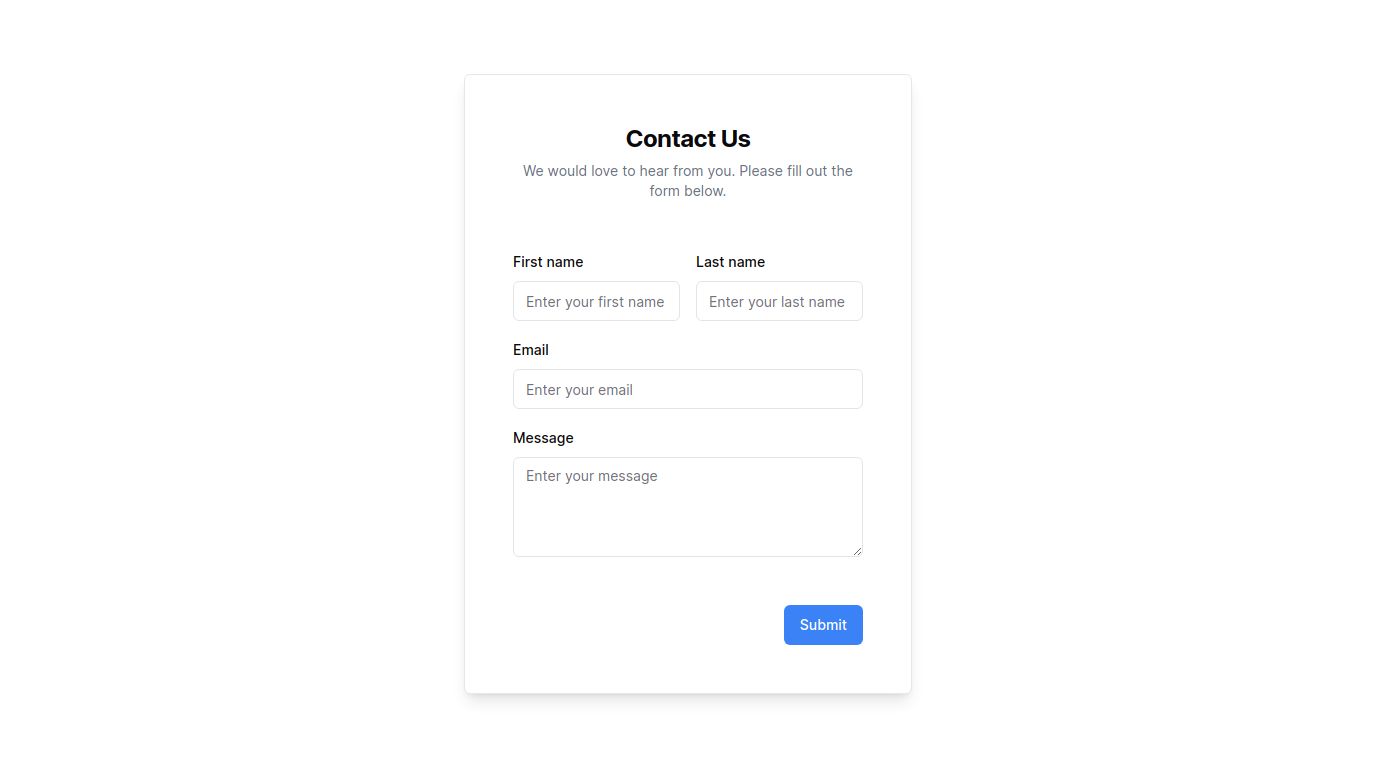 Contact Us
We would love to hear from you. Please fill out the
form below.
First name
Last name
Enter your first name
Enter your last name
Email
Enter your email
Message
Enter your message
Submit